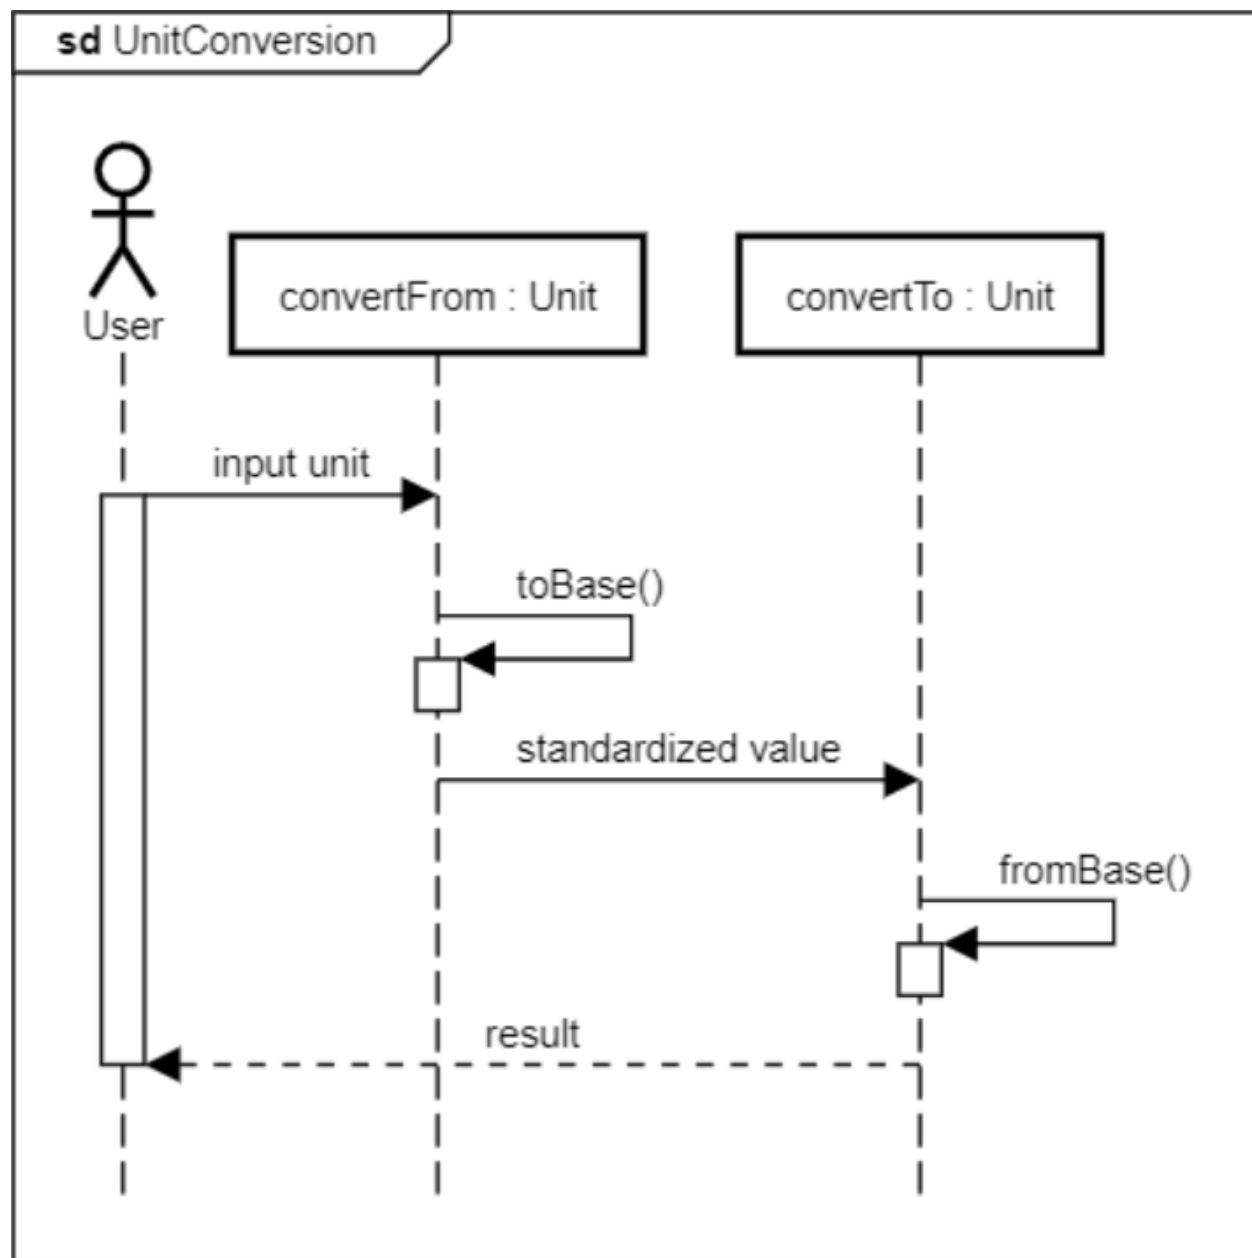 sd UnitConversion
User
convertFrom : Unit
convertTo : Unit
input unit
toBase()
standardized value
fromBase()
result